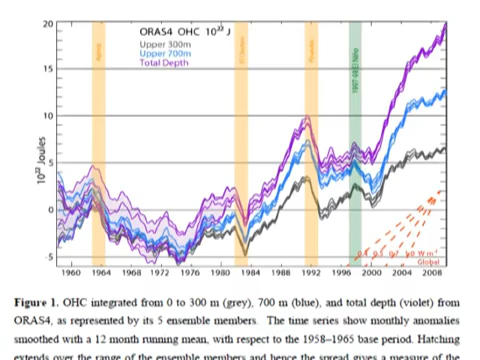 20
15
10
5
0
-5
10²² Joules
ORAS4 OHC 10²² J
Upper 300m
Upper 700m
Total Depth
Agung
El Chichón
Pinatubo
1997-98 El Niño
W m⁻²
Global
1960 1964 1968 1972 1976 1980 1984 1988 1992 1996 2000 2004 2008
Figure 1. OHC integrated from 0 to 300 m (grey), 700 m (blue), and total depth (violet) from
ORAS4, as represented by its 5 ensemble members. The time series show monthly anomalies
smoothed with a 12 month running mean, with respect to the 1958–1965 base period. Hatching
extends over the range of the ensemble members and hence the spread gives a measure of the